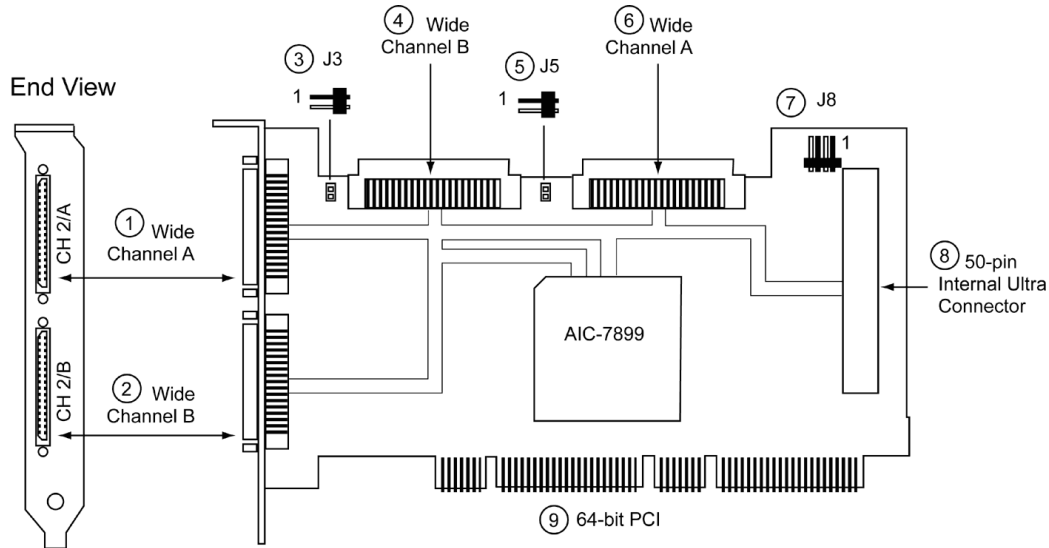 End View
CH 2/A
CH 2/B
1 Wide
Channel A
2 Wide
Channel B
3 J3
1
4 Wide
Channel B
5 J5
1
6 Wide
Channel A
7 J8
1
8 50-pin
Internal Ultra
Connector
AIC-7899
9 64-bit PCI